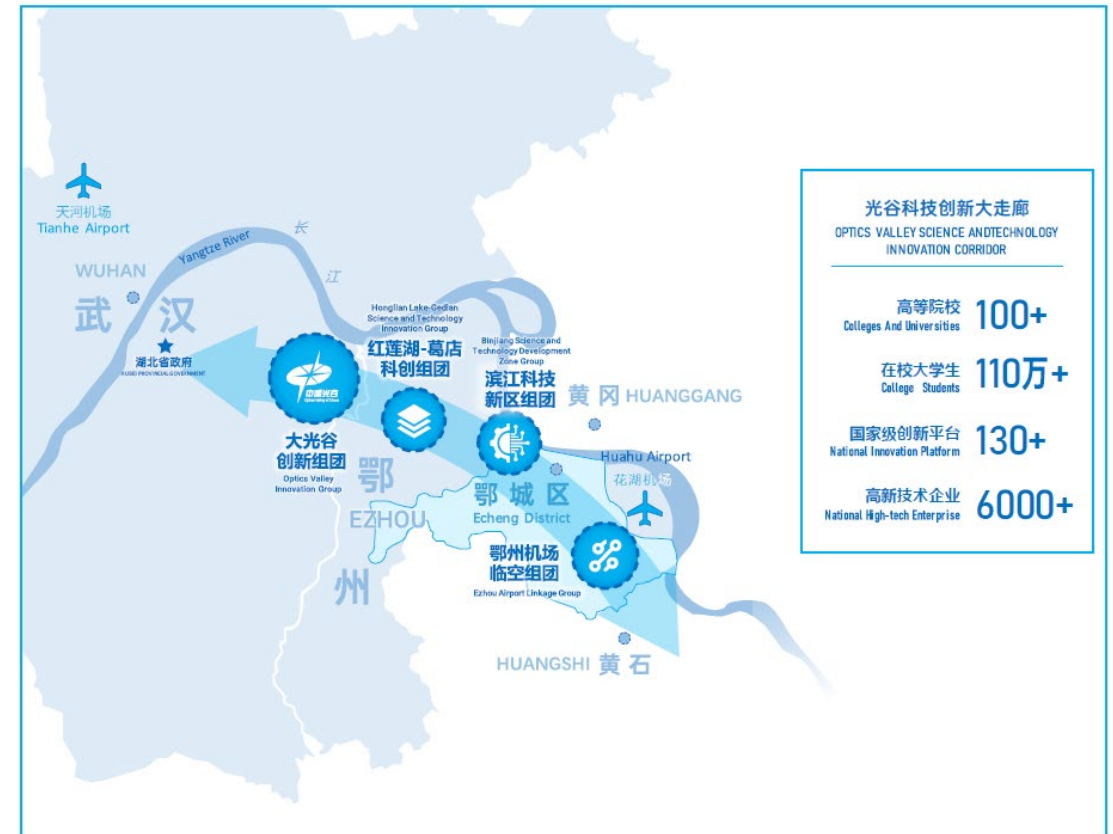 天河机场
Tianhe Airport
WUHAN
武 汉
湖北省政府
HUBEI PROVINCIAL GOVERNMENT
Yangtze River
长
江
Honglian Lake-Gedian
Science and Technology
Innovation Group
红莲湖-葛店
科创组团
Binjiang Science and
Technology Development
Zone Group
滨江科技
新区组团
黄 冈 HUANGGANG
中国光谷
大光谷
创新组团
Optics Valley
Innovation Group
鄂
EZHOU
州
鄂 城 区
Echeng District
Huahu Airport
花湖机场
鄂州机场
临空组团
Ezhou Airport Linkage Group
HUANGSHI 黄 石
光谷科技创新大走廊
OPTICS VALLEY SCIENCE ANDTECHNOLOGY
INNOVATION CORRIDOR
高等院校 100+
Colleges And Universities
在校大学生 110万+
College Students
国家级创新平台 130+
National Innovation Platform
高新技术企业 6000+
National High-tech Enterprise